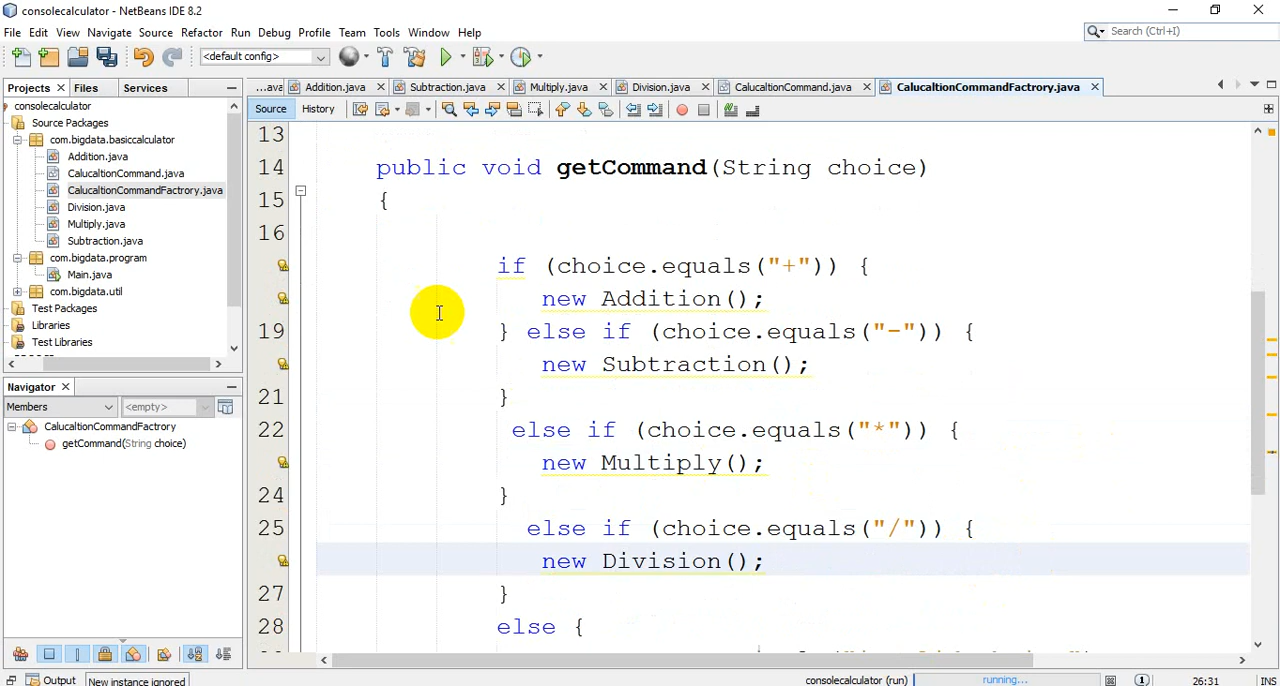 consolecalculator - NetBeans IDE 8.2
File Edit View Navigate Source Refactor Run Debug Profile Team Tools Window Help
Search (Ctrl+I)
<default config>
Projects Files Services
...ava Addition.java Subtraction.java Multiply.java Division.java CalucaltionCommand.java CalucaltionCommandFactrory.java
Source History
consolecalculator
Source Packages
com.bigdata.basiccalculator
Addition.java
CalucaltionCommand.java
CalucaltionCommandFactrory.java
Division.java
Multiply.java
Subtraction.java
com.bigdata.program
Main.java
com.bigdata.util
Test Packages
Libraries
Test Libraries
Navigator
Members <empty>
CalucaltionCommandFactrory
getCommand(String choice)
13
14 public void getCommand(String choice)
15 {
16
if (choice.equals("+")) {
new Addition();
19 } else if (choice.equals("-")) {
new Subtraction();
21 }
22 else if (choice.equals("*")) {
new Multiply();
24 }
25 else if (choice.equals("/")) {
new Division();
27 }
28 else {
Output New instance ignored consolecalculator (run) running... 1 26:31 INS